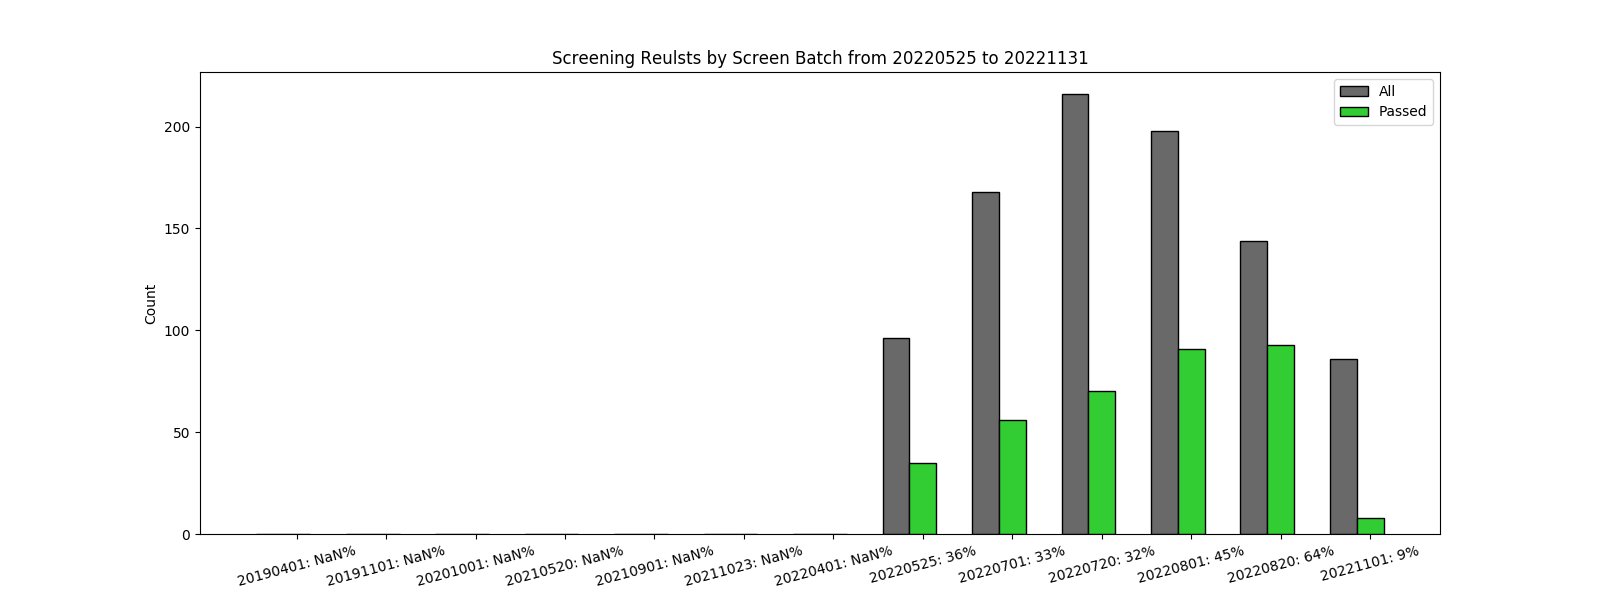 Screening Reulsts by Screen Batch from 20220525 to 20221131
All
Passed
Count
200
150
100
50
0
20190401: NaN%
20191101: NaN%
20201001: NaN%
20210520: NaN%
20210901: NaN%
20211023: NaN%
20220401: NaN%
20220525: 36%
20220701: 33%
20220720: 32%
20220801: 45%
20220820: 64%
20221101: 9%